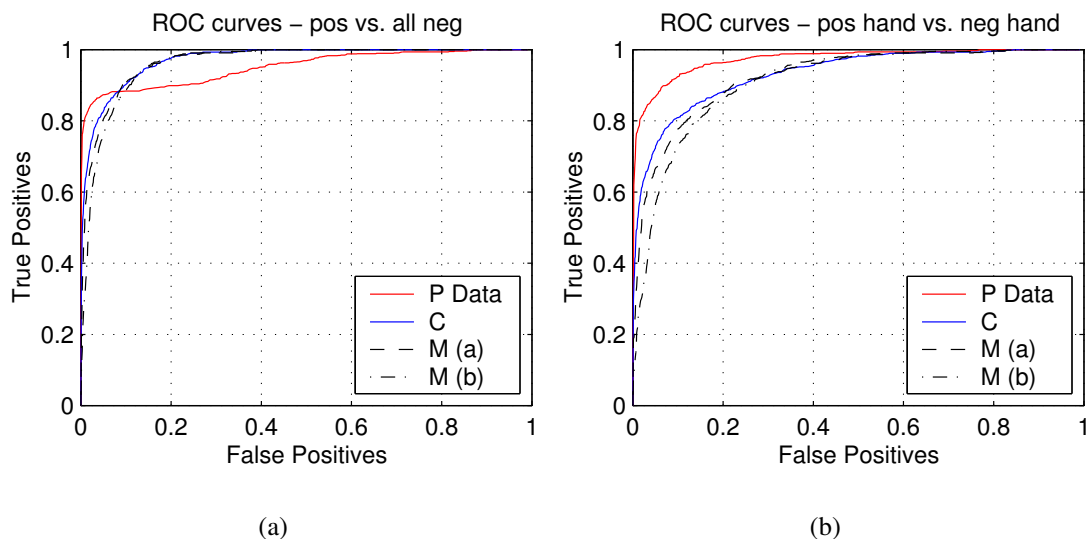 ROC curves − pos vs. all neg
1
0.8
0.6
0.4
0.2
0
True Positives
P Data
C
M (a)
M (b)
0 0.2 0.4 0.6 0.8 1
False Positives
(a)
ROC curves − pos hand vs. neg hand
1
0.8
0.6
0.4
0.2
0
True Positives
P Data
C
M (a)
M (b)
0 0.2 0.4 0.6 0.8 1
False Positives
(b)